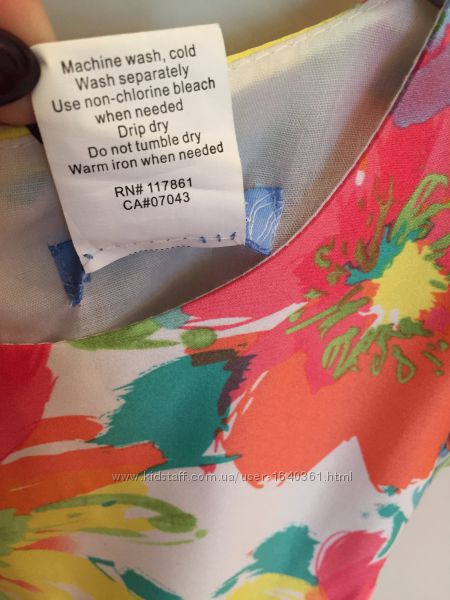 Machine wash, cold
Wash separately
Use non-chlorine bleach
when needed
Drip dry
Do not tumble dry
Warm iron when needed
RN# 117861
CA#07043
www.kidstaff.com.ua/user-1640361.html